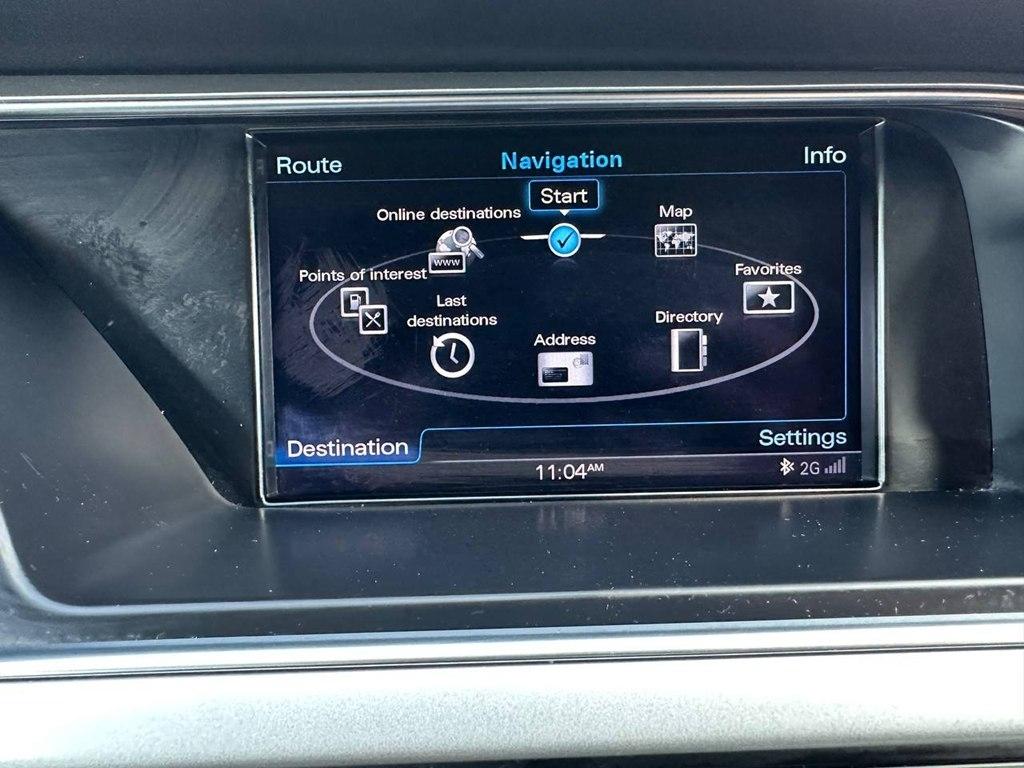 Route
Navigation
Info
Start
Online destinations
Map
www
Points of interest
Favorites
Last
destinations
Directory
Address
Destination
Settings
11:04AM
2G